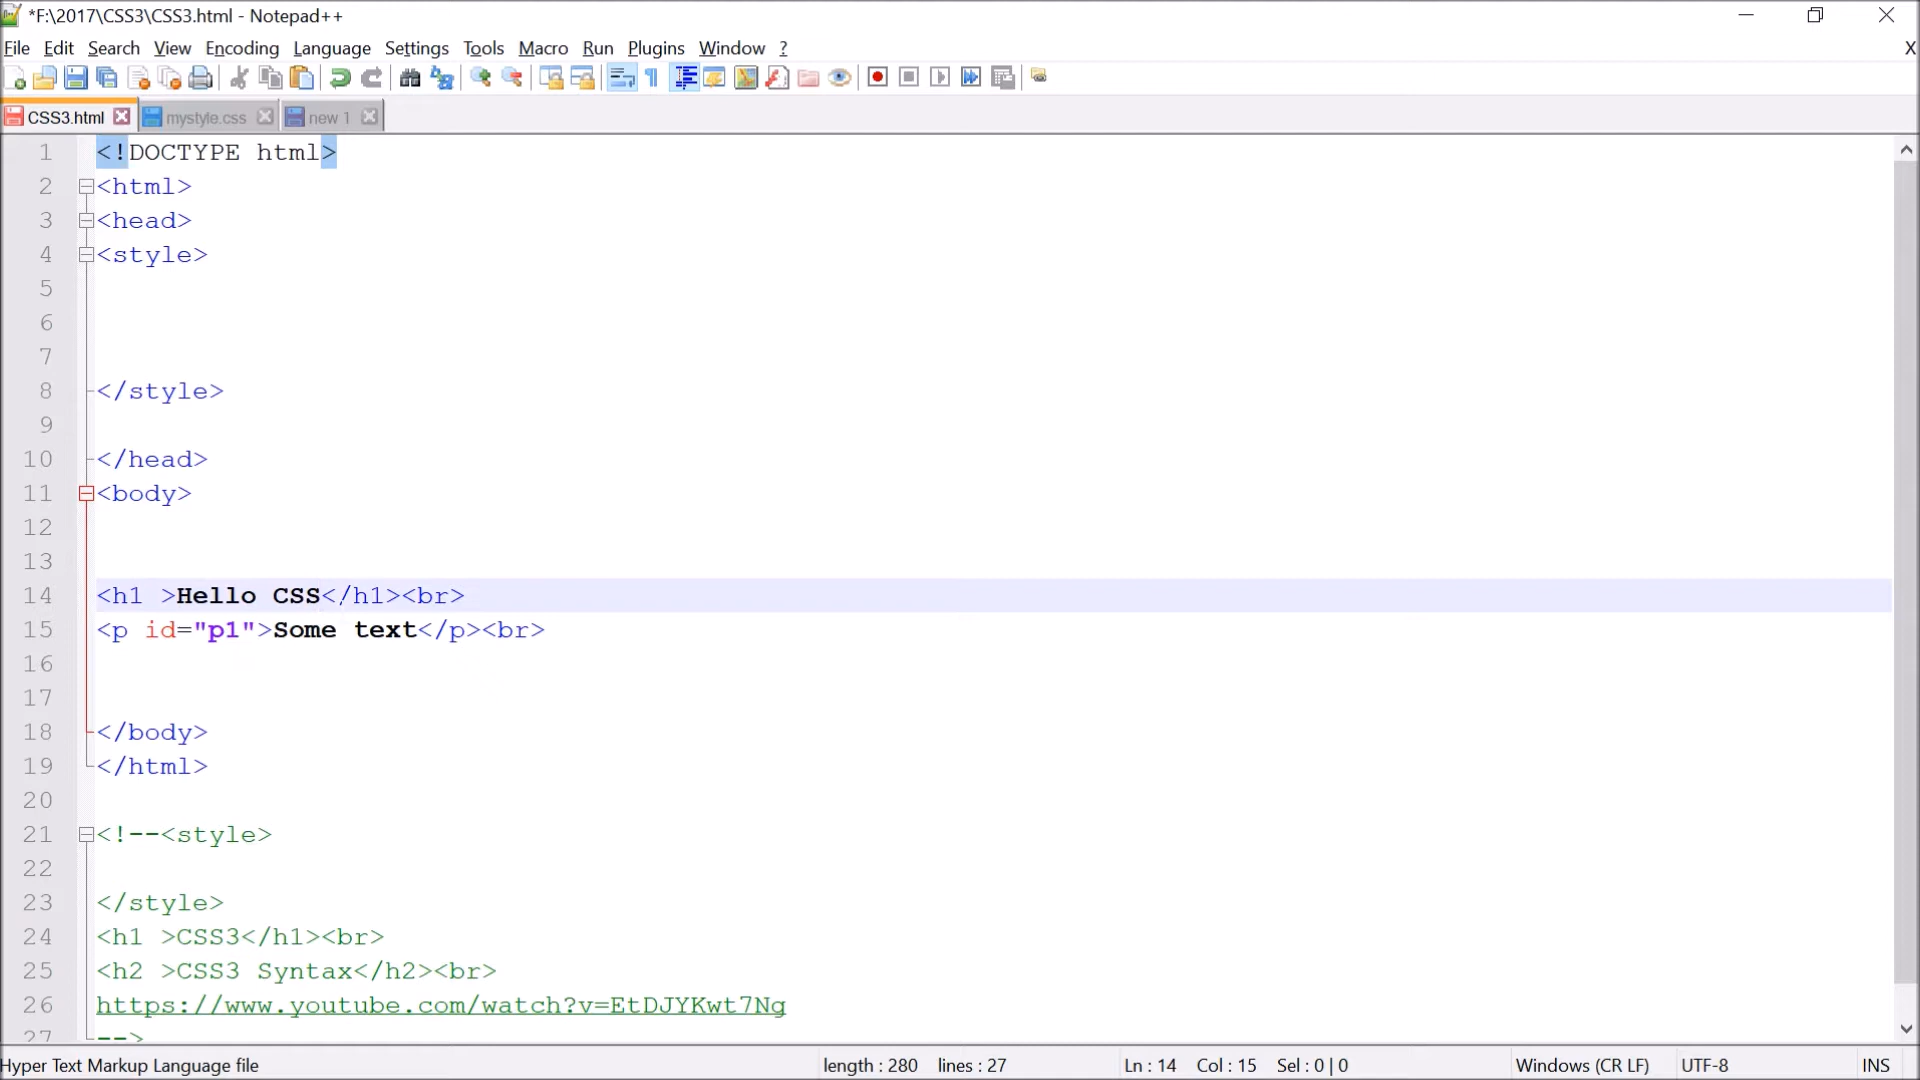 *F:\2017\CSS3\CSS3.html - Notepad++
File Edit Search View Encoding Language Settings Tools Macro Run Plugins Window ? X
CSS3.html mystyle.css new 1
1 <!DOCTYPE html>
2 <html>
3 <head>
4 <style>
5
6
7
8 </style>
9
10 </head>
11 <body>
12
13
14 <h1 >Hello CSS</h1><br>
15 <p id="p1">Some text</p><br>
16
17
18 </body>
19 </html>
20
21 <!--<style>
22
23 </style>
24 <h1 >CSS3</h1><br>
25 <h2 >CSS3 Syntax</h2><br>
26 https://www.youtube.com/watch?v=EtDJYKwt7Ng
27 -->
Hyper Text Markup Language file length : 280 lines : 27 Ln : 14 Col : 15 Sel : 0 | 0 Windows (CR LF) UTF-8 INS